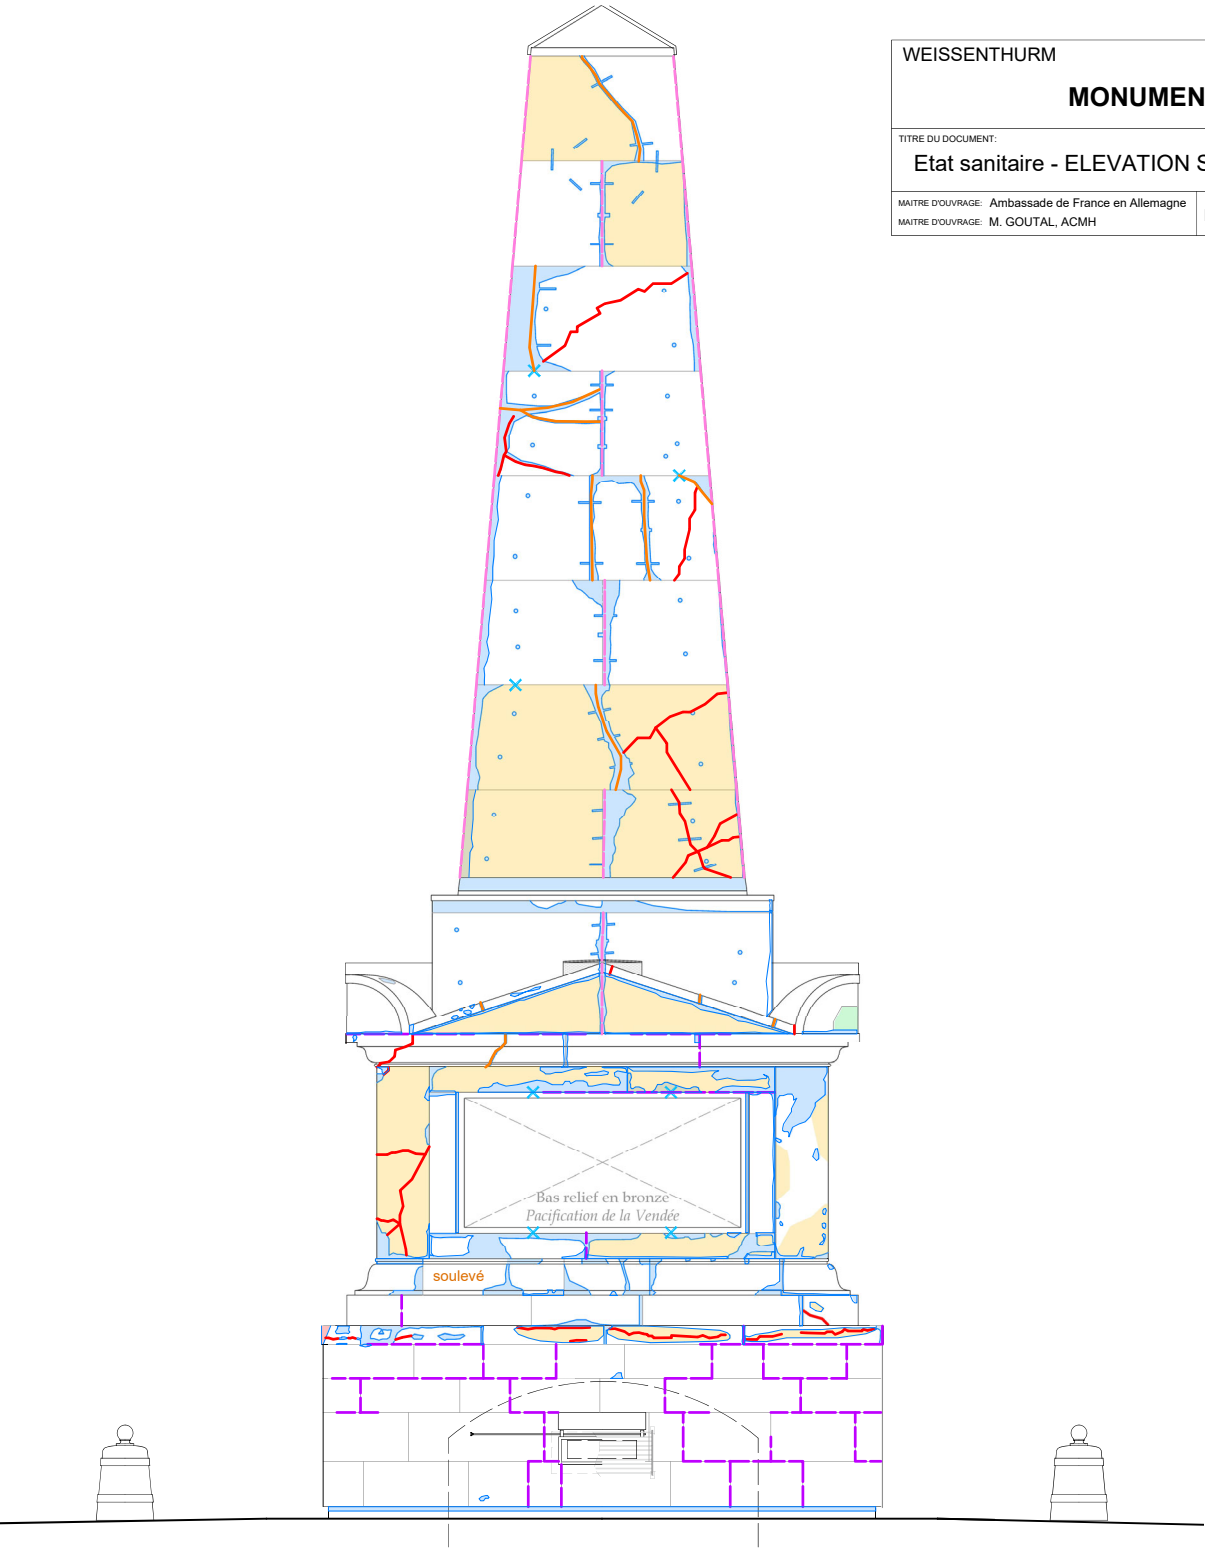 WEISSENTHURM
MONUMEN
TITRE DU DOCUMENT:
Etat sanitaire - ELEVATION S
MAITRE D'OUVRAGE: Ambassade de France en Allemagne
MAITRE D'OUVRAGE: M. GOUTAL, ACMH
Bas relief en bronze
Pacification de la Vendée
soulevé